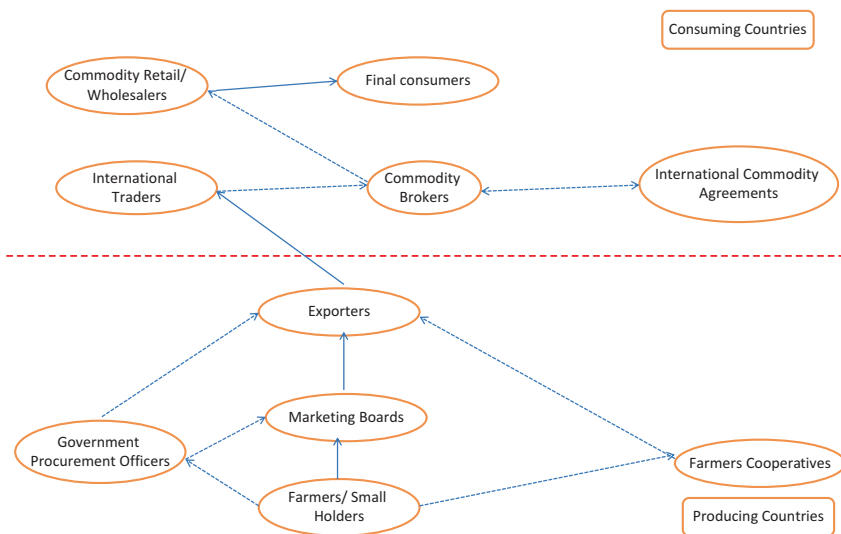 Consuming Countries
Commodity Retail/
Wholesalers
Final consumers
International
Traders
Commodity
Brokers
International Commodity
Agreements
Exporters
Marketing Boards
Government
Procurement Officers
Farmers Cooperatives
Farmers/ Small
Holders
Producing Countries